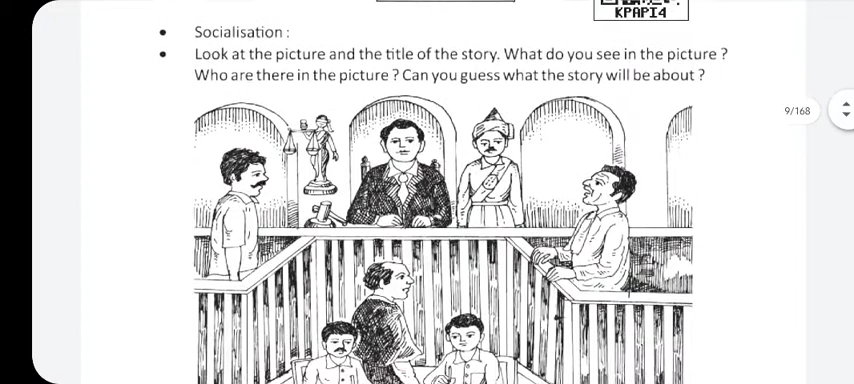 KPAPI4
• Socialisation :
• Look at the picture and the title of the story. What do you see in the picture ?
Who are there in the picture ? Can you guess what the story will be about ?
9/168